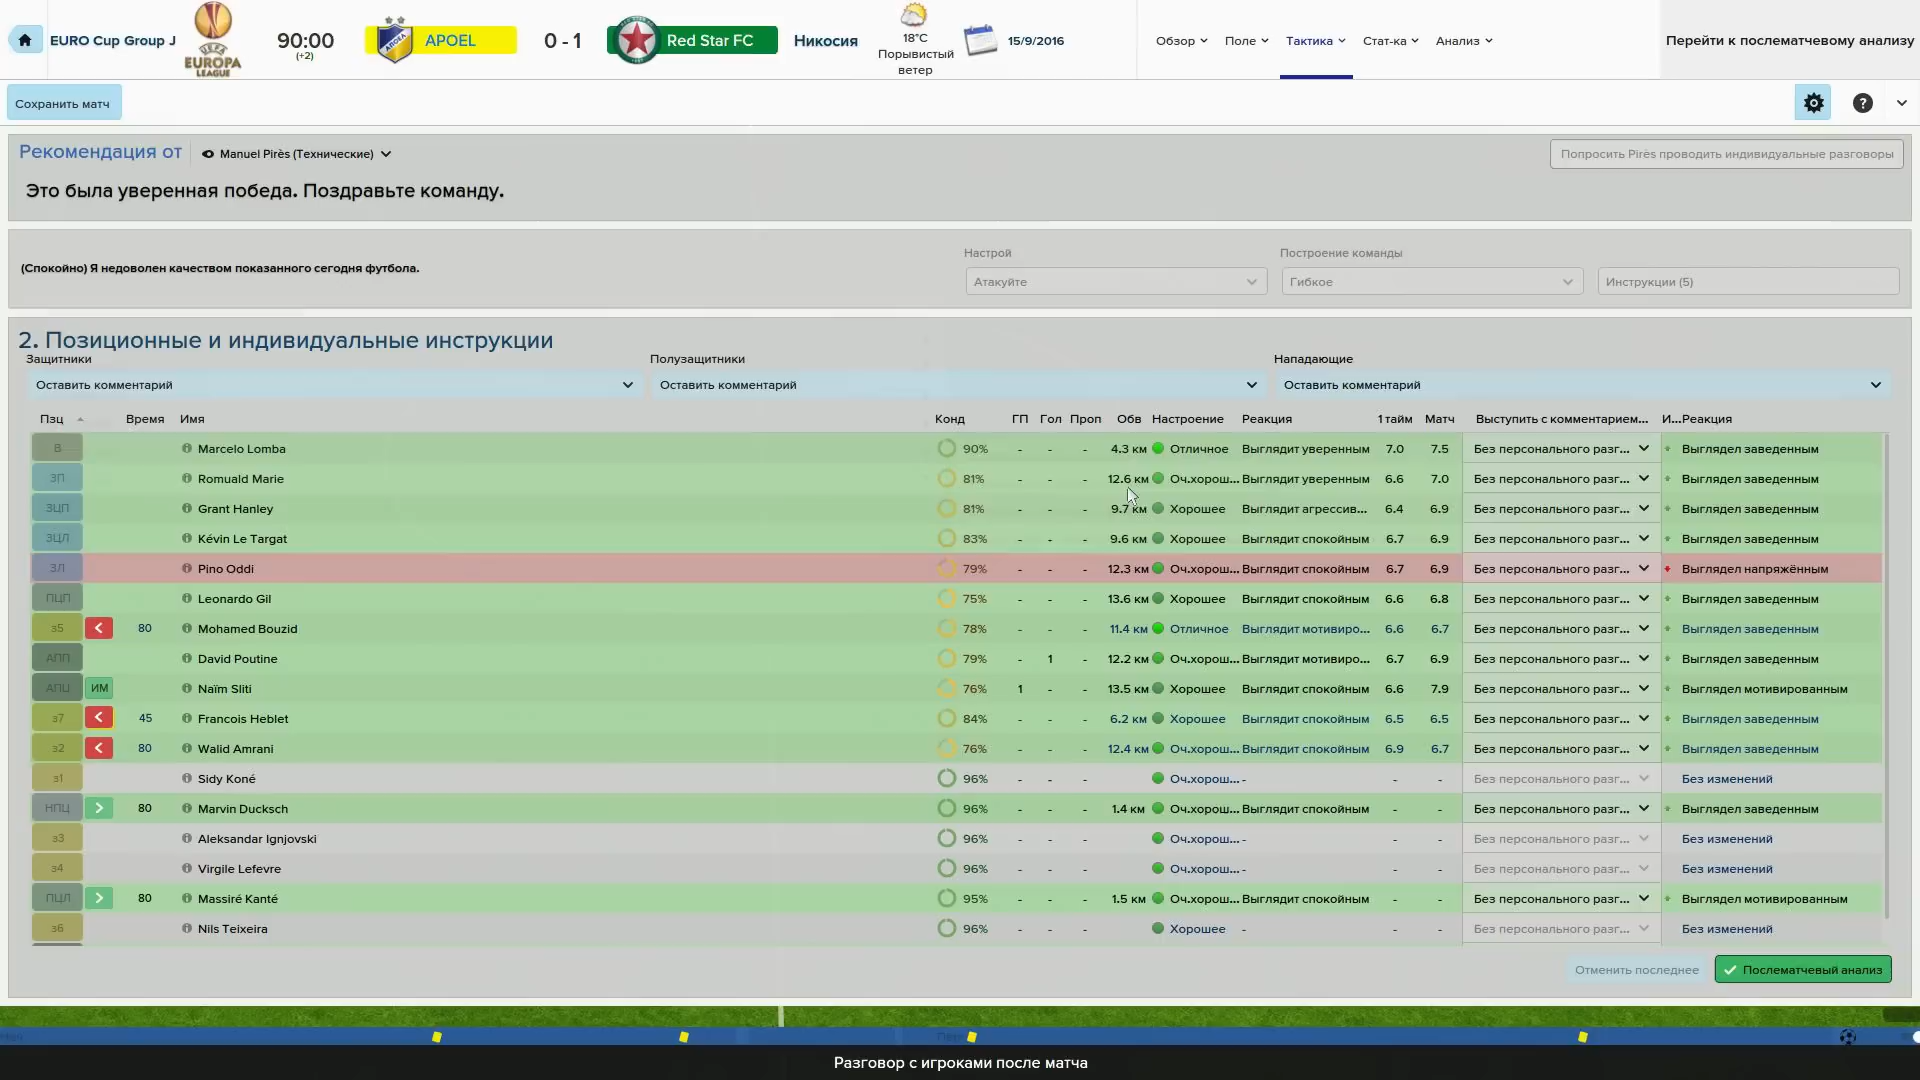 EURO Cup Group J
UEFA
EUROPA
LEAGUE
90:00
(+2)
APOEL
0 - 1
Red Star FC
Никосия
18°C
Порывистый
ветер
15/9/2016
Обзор
Поле
Тактика
Стат-ка
Анализ
Перейти к послематчевому анализу
Сохранить матч
?
Рекомендация от
Manuel Pirès (Технические)
Попросить Pirès проводить индивидуальные разговоры
Это была уверенная победа. Поздравьте команду.
(Спокойно) Я недоволен качеством показанного сегодня футбола.
Настрой
Атакуйте
Построение команды
Гибкое
Инструкции (5)
2. Позиционные и индивидуальные инструкции
Защитники
Полузащитники
Нападающие
Оставить комментарий
Оставить комментарий
Оставить комментарий
Пзц Время Имя Конд ГП Гол Проп Обв Настроение Реакция 1 тайм Матч Выступить с комментарием... И... Реакция
В Marcelo Lomba 90% - - - 4.3 км Отличное Выглядит уверенным 7.0 7.5 Без персонального разг... Выглядел заведенным
ЗП Romuald Marie 81% - - - 12.6 км Оч.хорош... Выглядит уверенным 6.6 7.0 Без персонального разг... Выглядел заведенным
ЗЦП Grant Hanley 81% - - - 9.7 км Хорошее Выглядит агрессив... 6.4 6.9 Без персонального разг... Выглядел заведенным
ЗЦЛ Kévin Le Targat 83% - - - 9.6 км Хорошее Выглядит спокойным 6.7 6.9 Без персонального разг... Выглядел заведенным
ЗЛ Pino Oddi 79% - - - 12.3 км Оч.хорош... Выглядит спокойным 6.7 6.9 Без персонального разг... Выглядел напряжённым
ПЦП Leonardo Gil 75% - - - 13.6 км Хорошее Выглядит спокойным 6.6 6.8 Без персонального разг... Выглядел заведенным
з5 80 Mohamed Bouzid 78% - - - 11.4 км Отличное Выглядит мотивиро... 6.6 6.7 Без персонального разг... Выглядел заведенным
АПП David Poutine 79% - 1 - 12.2 км Оч.хорош... Выглядит мотивиро... 6.7 6.9 Без персонального разг... Выглядел заведенным
АПЦ ИМ Naïm Sliti 76% 1 - - 13.5 км Хорошее Выглядит спокойным 6.6 7.9 Без персонального разг... Выглядел мотивированным
з7 45 Francois Heblet 84% - - - 6.2 км Хорошее Выглядит спокойным 6.5 6.5 Без персонального разг... Выглядел заведенным
з2 80 Walid Amrani 76% - - - 12.4 км Оч.хорош... Выглядит спокойным 6.9 6.7 Без персонального разг... Выглядел заведенным
з1 Sidy Koné 96% - - - Оч.хорош... - - - Без персонального разг... Без изменений
НПЦ 80 Marvin Ducksch 96% - - - 1.4 км Оч.хорош... Выглядит спокойным - - Без персонального разг... Выглядел заведенным
з3 Aleksandar Ignjovski 96% - - - Оч.хорош... - - - Без персонального разг... Без изменений
з4 Virgile Lefevre 96% - - - Оч.хорош... - - - Без персонального разг... Без изменений
ПЦЛ 80 Massiré Kanté 95% - - - 1.5 км Оч.хорош... Выглядит спокойным - - Без персонального разг... Выглядел мотивированным
з6 Nils Teixeira 96% - - - Хорошее - - - Без персонального разг... Без изменений
Отменить последнее
Послематчевый анализ
Разговор с игроками после матча